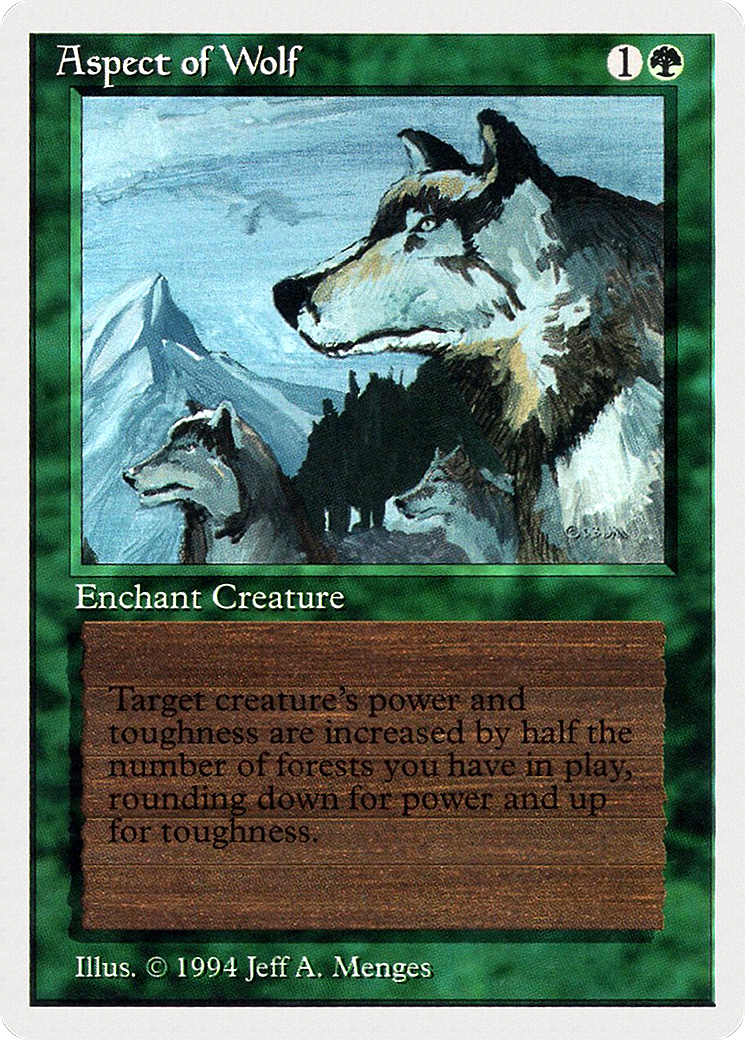 Aspect of Wolf
1
Enchant Creature
Target creature's power and
toughness are increased by half the
number of forests you have in play,
rounding down for power and up
for toughness.
Illus. © 1994 Jeff A. Menges